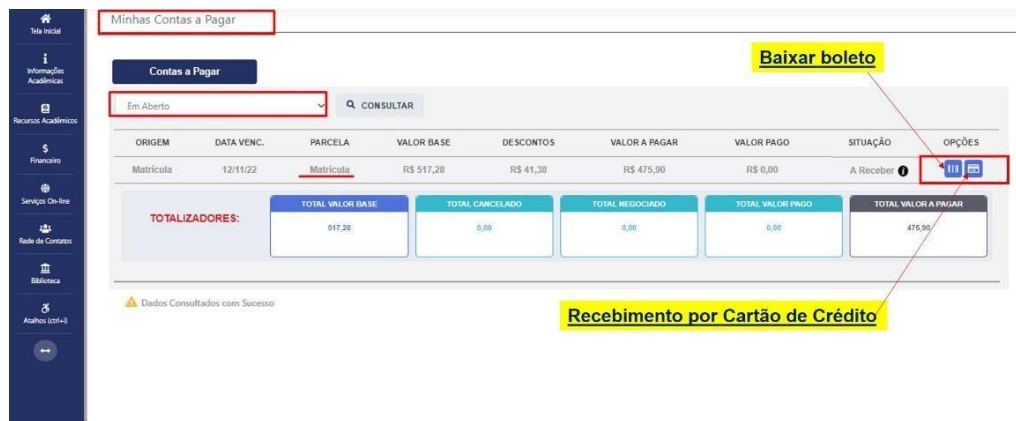 Tela Inicial
Informações
Acadêmicas
Recursos Acadêmicos
Financeiro
Serviços On-line
Rede de Contatos
Biblioteca
Atalhos (ctrl+i)
Minhas Contas a Pagar
Baixar boleto
Contas a Pagar
Em Aberto CONSULTAR
ORIGEM DATA VENC. PARCELA VALOR BASE DESCONTOS VALOR A PAGAR VALOR PAGO SITUAÇÃO OPÇÕES
Matrícula 12/11/22 Matrícula R$ 517,28 R$ 41,38 R$ 475,90 R$ 0,00 A Receber
TOTALIZADORES:
TOTAL VALOR BASE TOTAL CANCELADO TOTAL NEGOCIADO TOTAL VALOR PAGO TOTAL VALOR A PAGAR
517,28 0,00 0,00 0,00 475,90
Dados Consultados com Sucesso
Recebimento por Cartão de Crédito